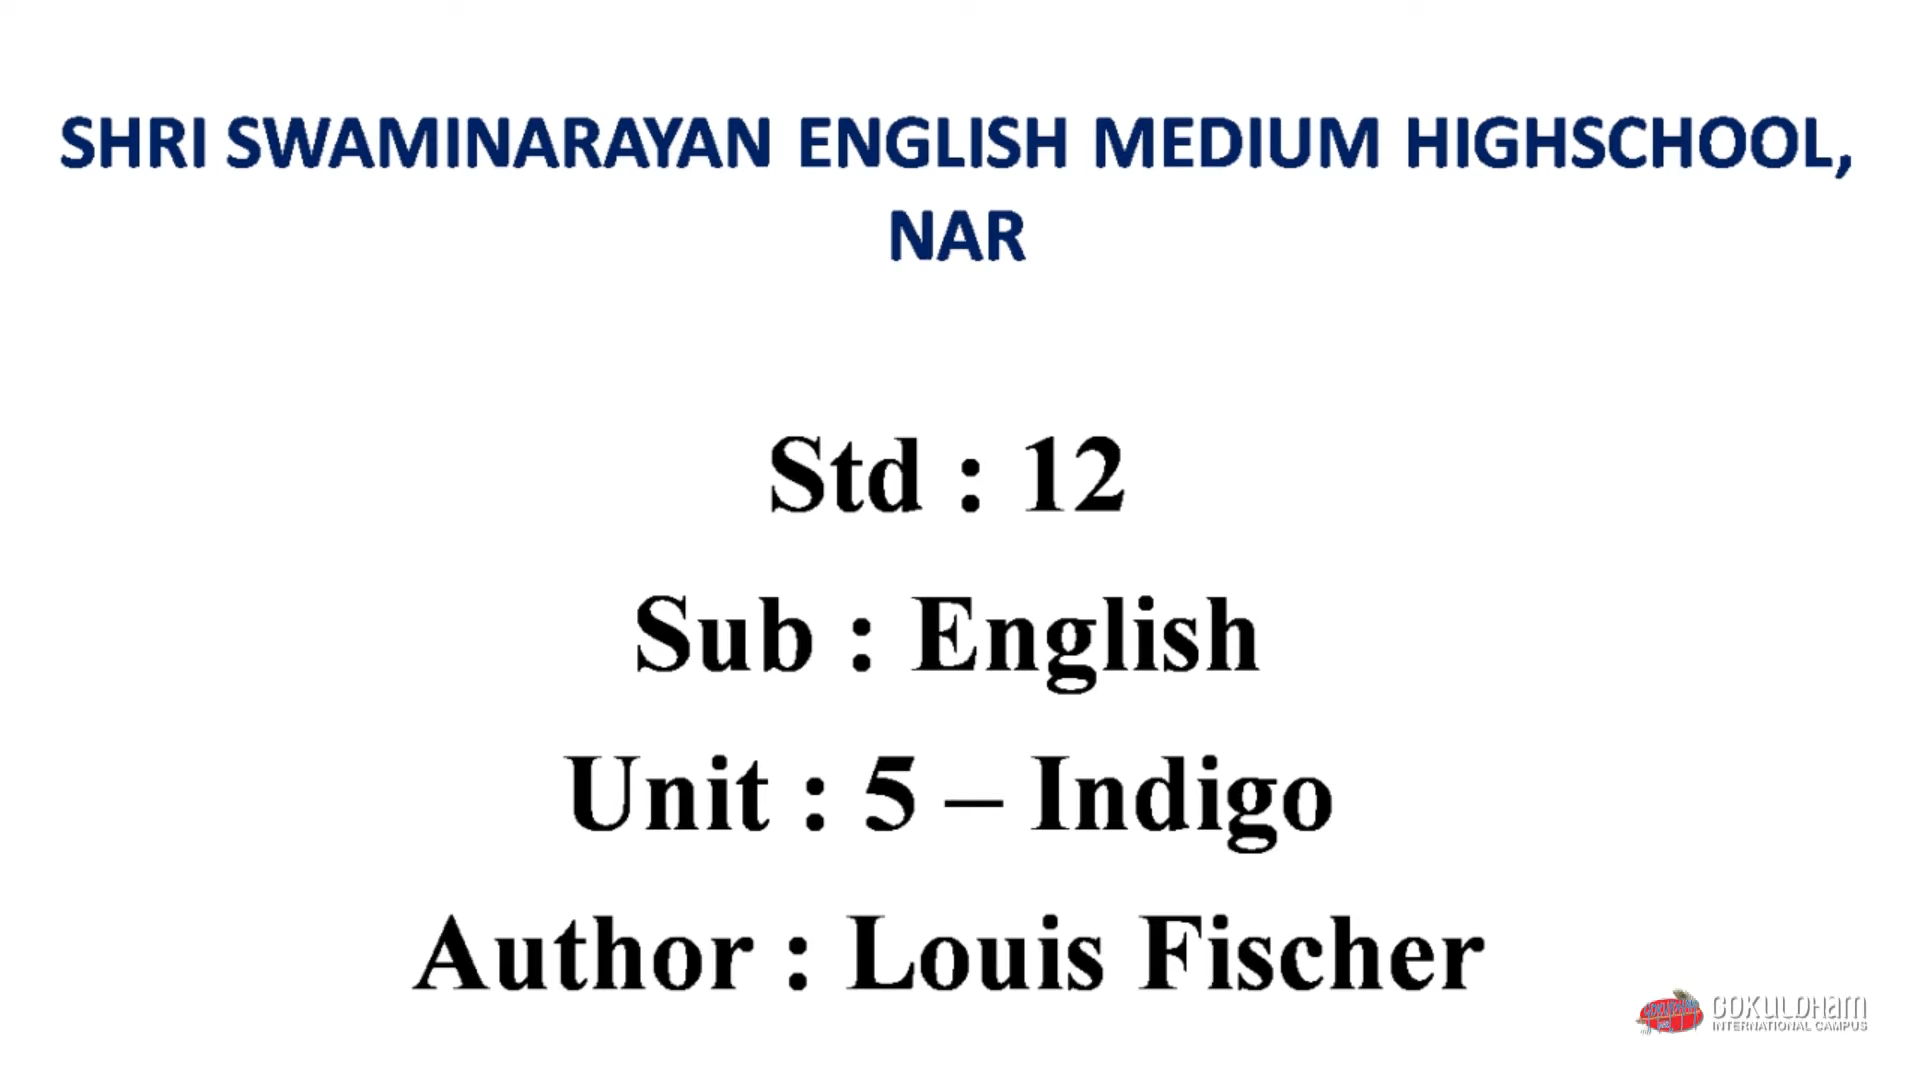 SHRI SWAMINARAYAN ENGLISH MEDIUM HIGHSCHOOL,
NAR
Std : 12
Sub : English
Unit : 5 – Indigo
Author : Louis Fischer
GOKULDHAM
INTERNATIONAL CAMPUS